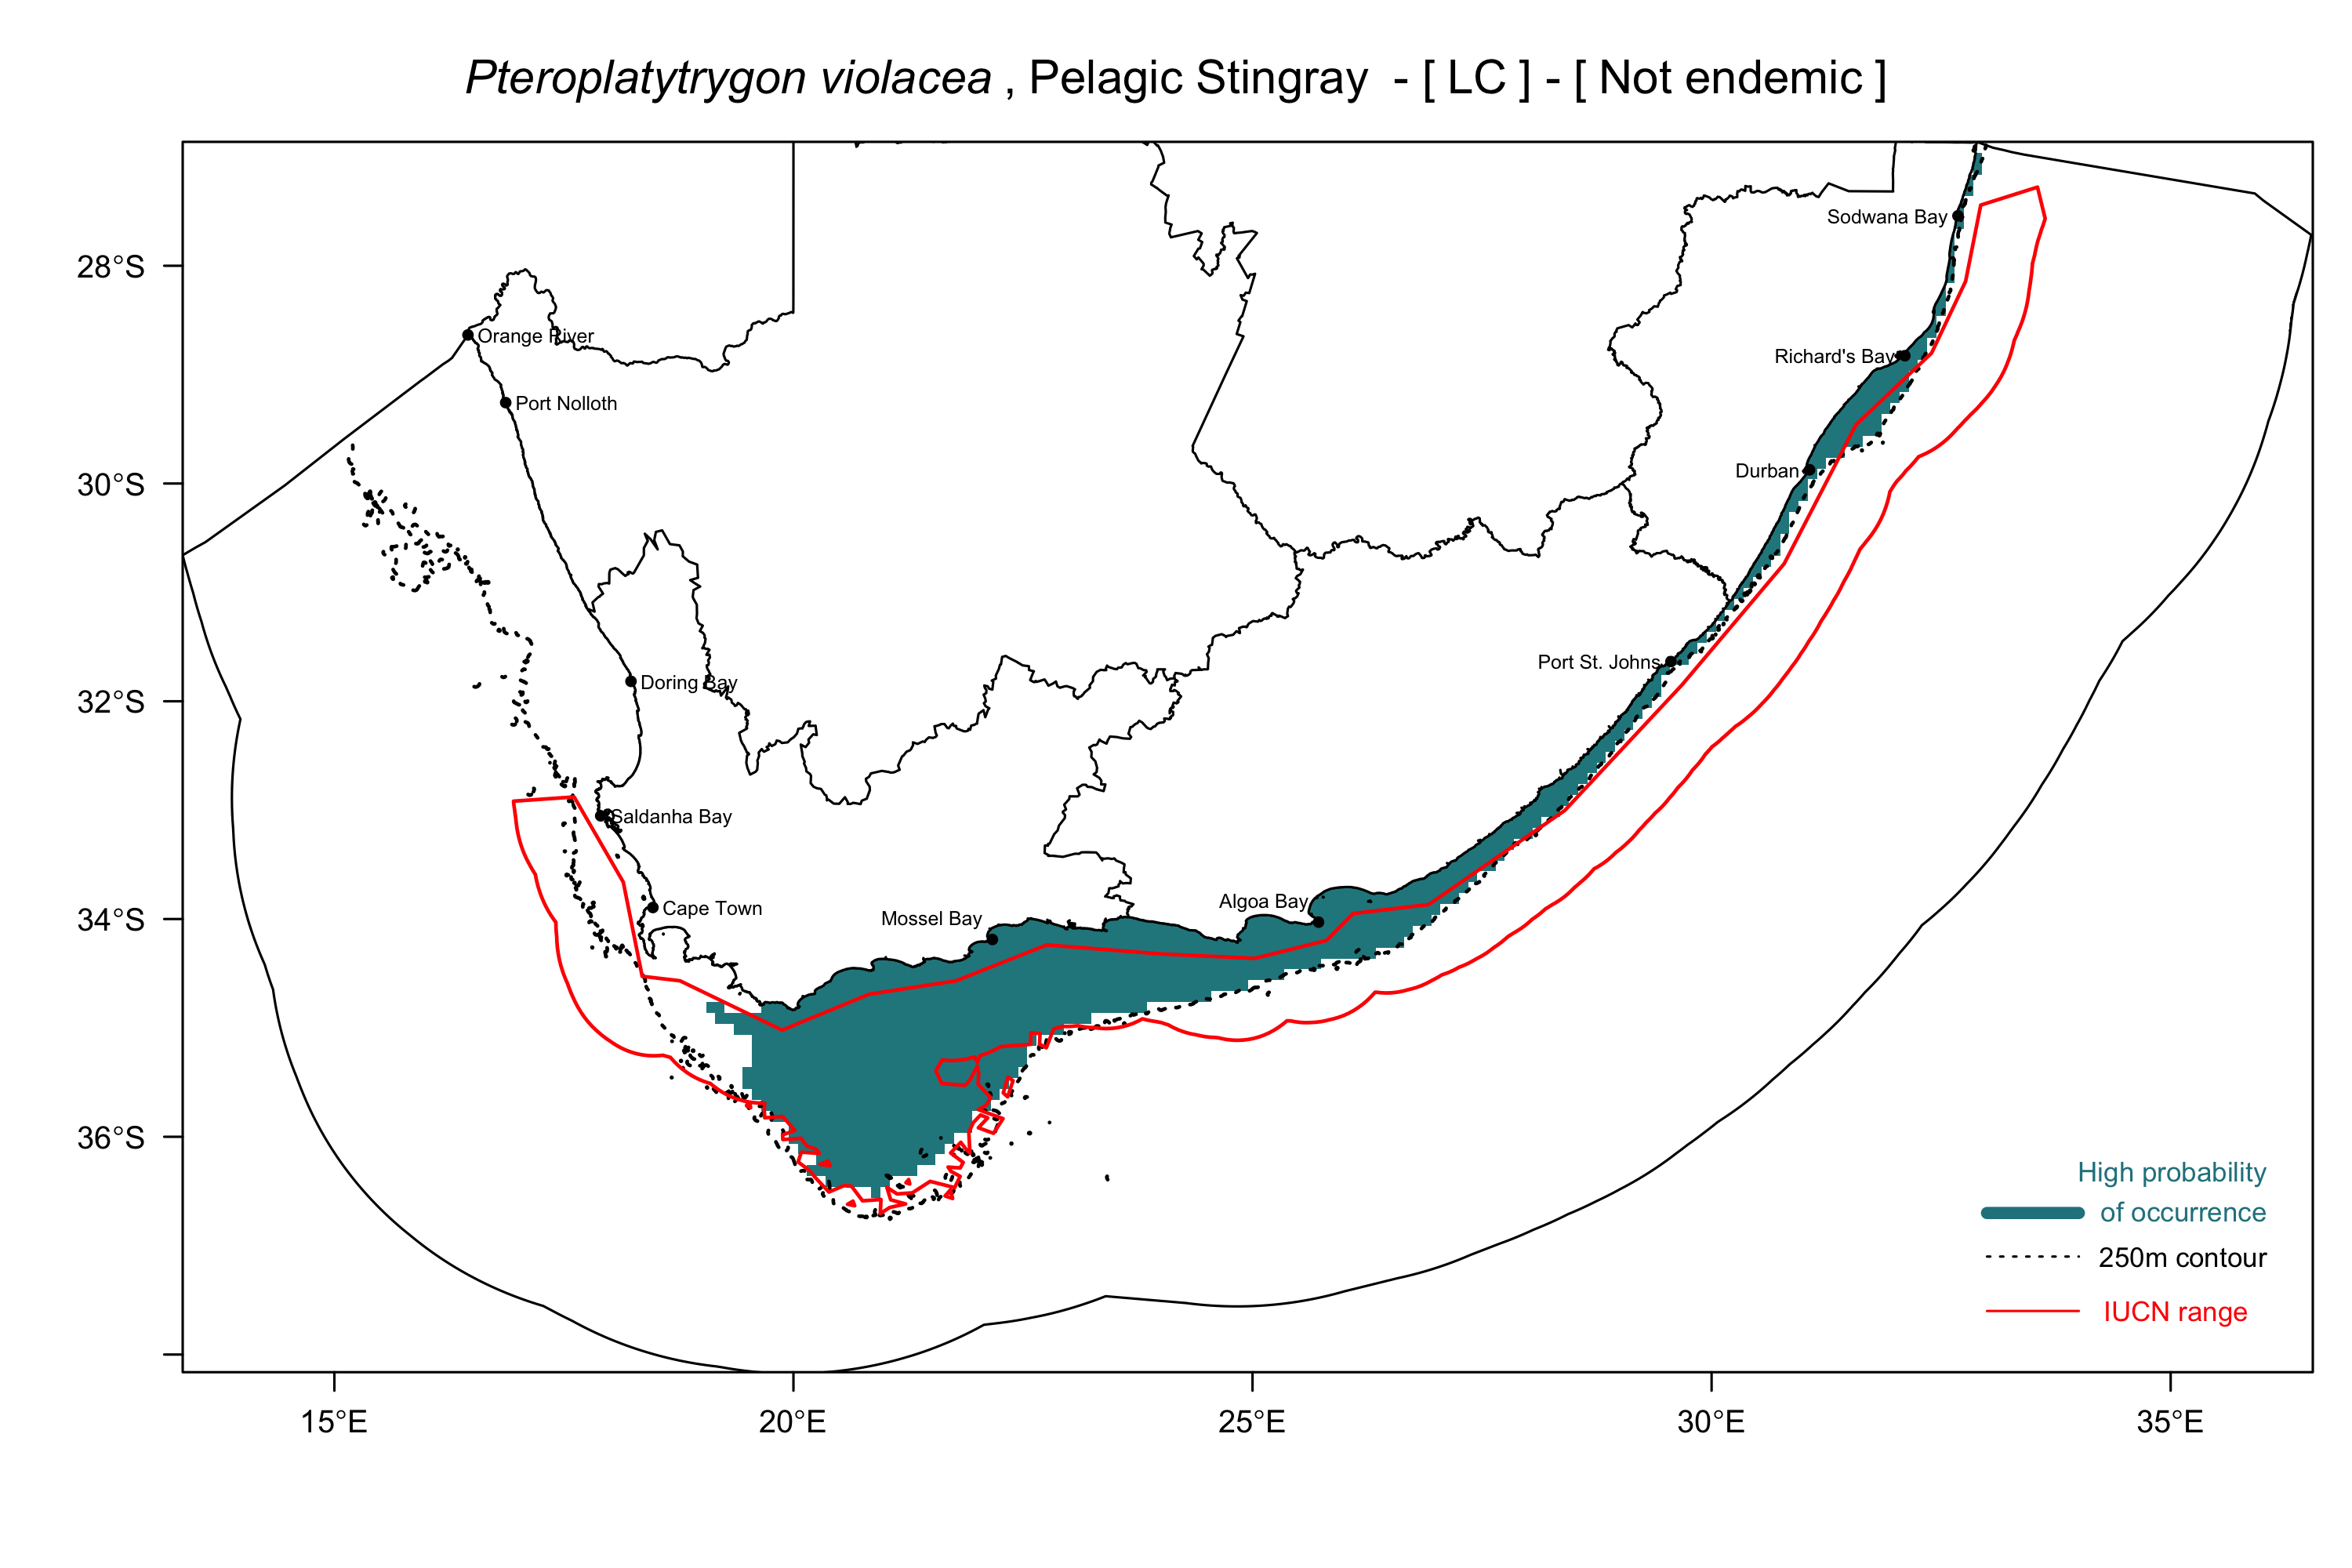 Pteroplatytrygon violacea , Pelagic Stingray - [ LC ] - [ Not endemic ]
Sodwana Bay
28°S
Orange River
Richard's Bay
Port Nolloth
Durban
30°S
Port St. Johns
Doring Bay
32°S
Saldanha Bay
Algoa Bay
Cape Town
Mossel Bay
34°S
36°S
High probability
of occurrence
250m contour
IUCN range
15°E
20°E
25°E
30°E
35°E